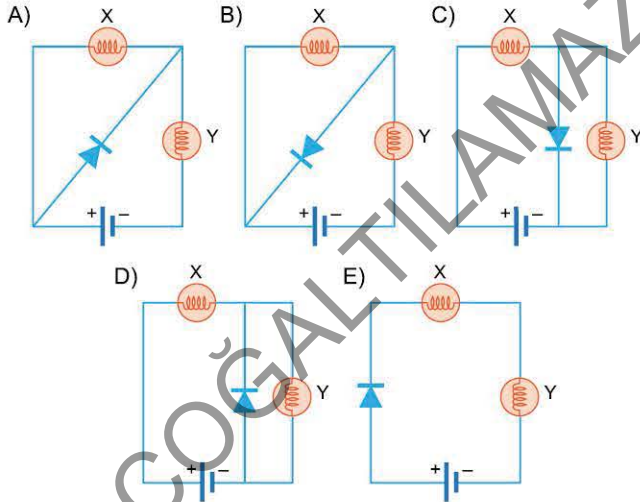 A) B) C)
X X X
Y Y Y
+ − + − + −
D) E)
X X
Y Y
+ − + −
ÇOĞALTILAMAZ